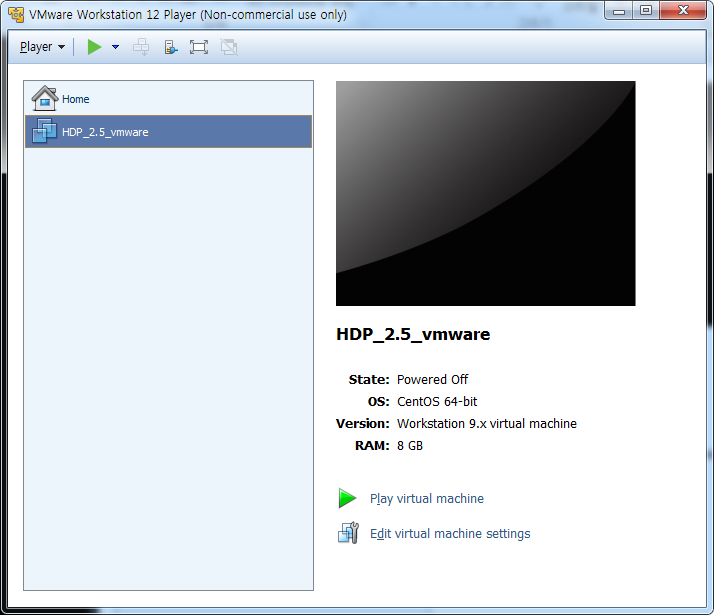 VMware Workstation 12 Player (Non-commercial use only)
Player
Home
HDP_2.5_vmware
HDP_2.5_vmware
State: Powered Off
OS: CentOS 64-bit
Version: Workstation 9.x virtual machine
RAM: 8 GB
Play virtual machine
Edit virtual machine settings